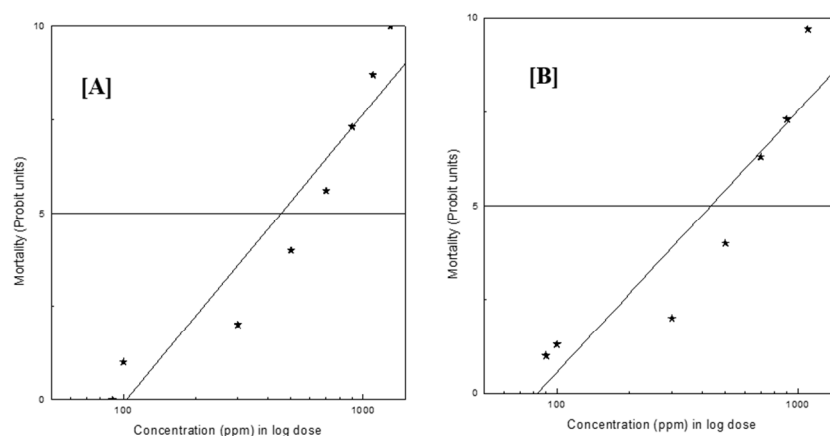 [A]
Mortality (Probit units)
10
5
0
100
1000
Concentration (ppm) in log dose
[B]
Mortality (Probit units)
10
5
0
100
1000
Concentration (ppm) in log dose